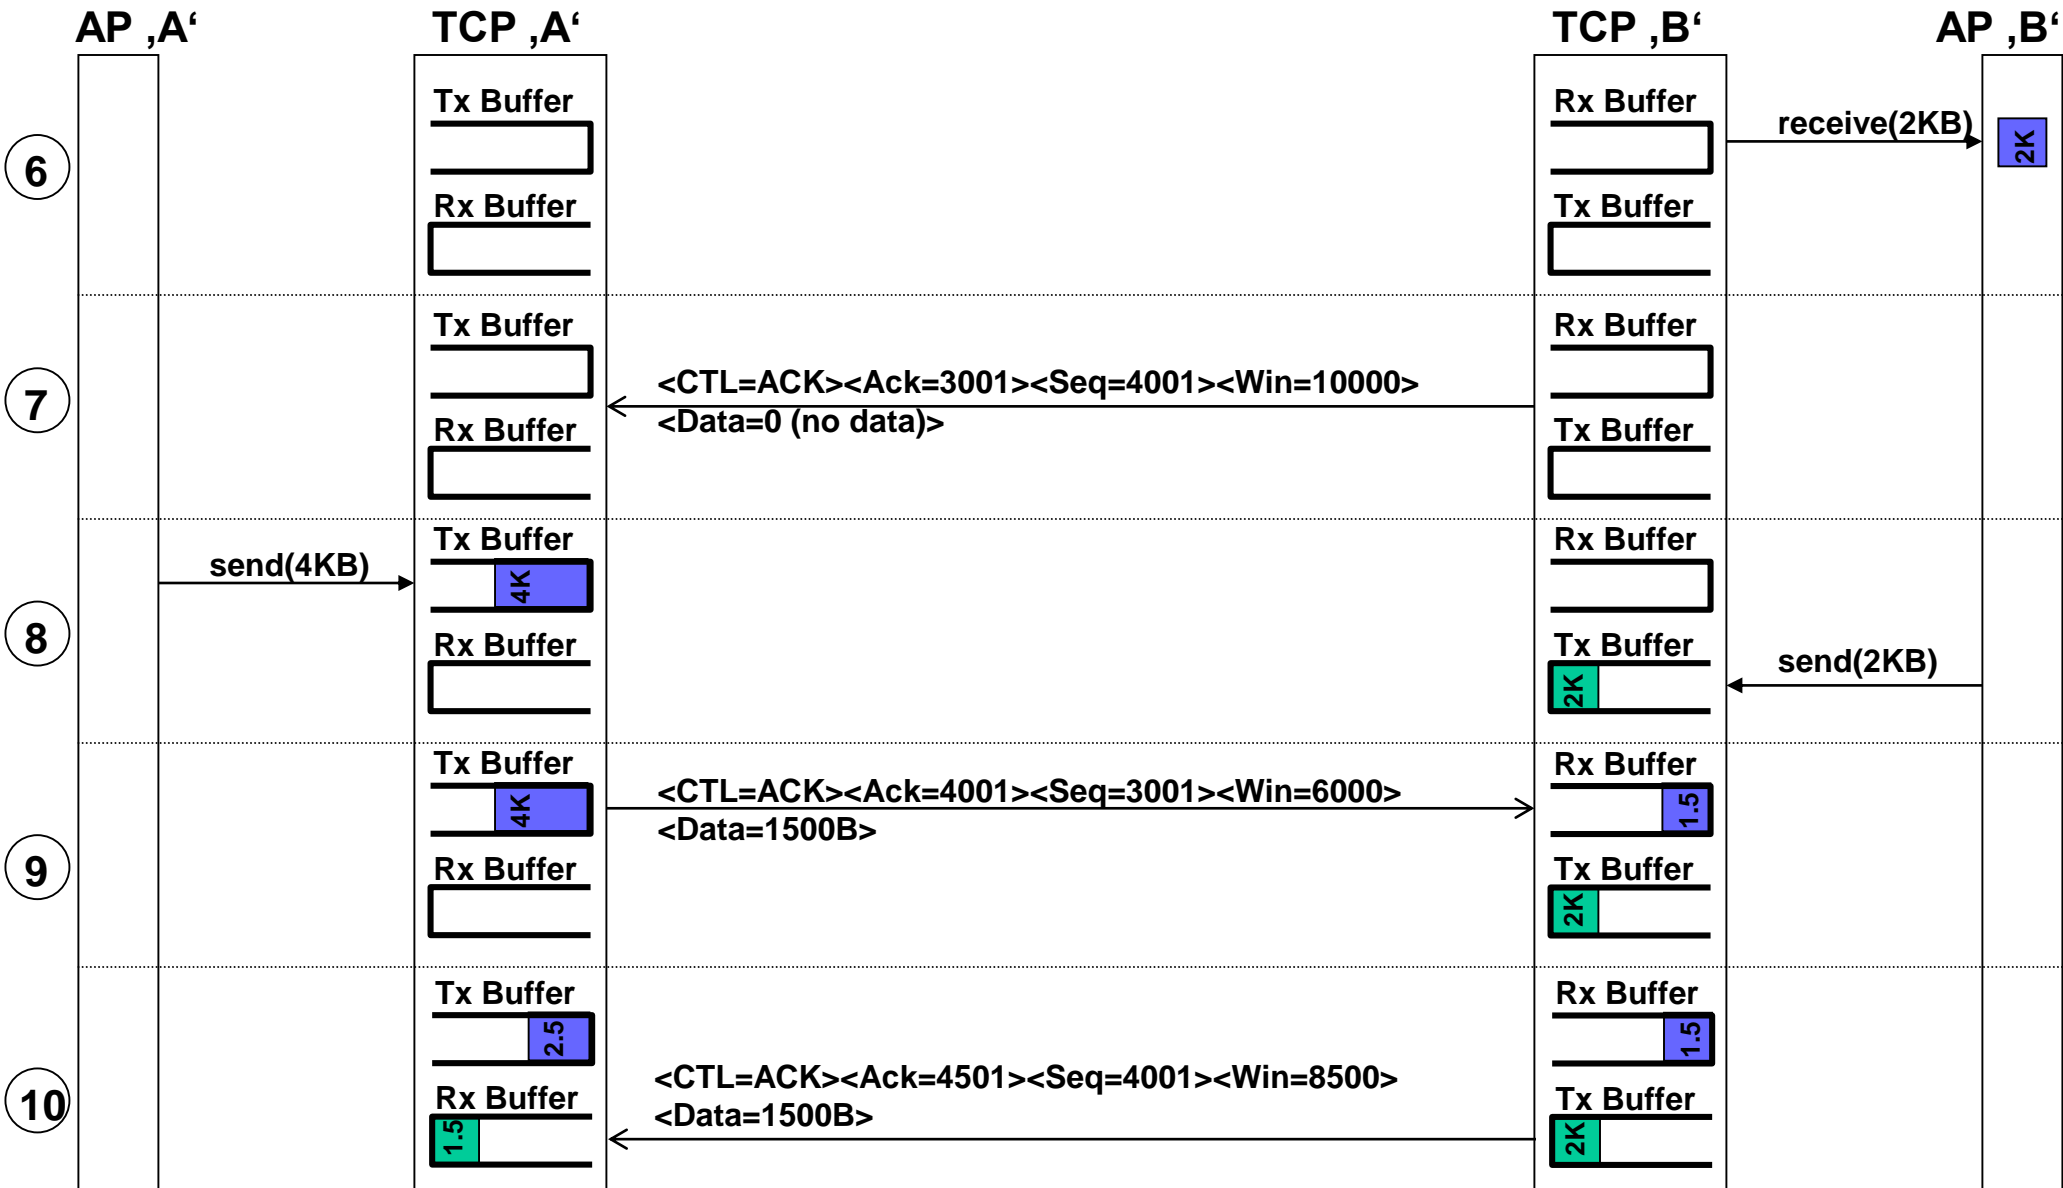 AP ‚A‘
TCP ‚A‘
TCP ‚B‘
AP ‚B‘
6
Tx Buffer
Rx Buffer
Rx Buffer
Tx Buffer
receive(2KB)
2K
7
Tx Buffer
Rx Buffer
<CTL=ACK><Ack=3001><Seq=4001><Win=10000>
<Data=0 (no data)>
Rx Buffer
Tx Buffer
8
send(4KB)
Tx Buffer
4K
Rx Buffer
Rx Buffer
Tx Buffer
2K
send(2KB)
9
Tx Buffer
4K
Rx Buffer
<CTL=ACK><Ack=4001><Seq=3001><Win=6000>
<Data=1500B>
Rx Buffer
1.5
Tx Buffer
2K
10
Tx Buffer
2.5
Rx Buffer
1.5
<CTL=ACK><Ack=4501><Seq=4001><Win=8500>
<Data=1500B>
Rx Buffer
1.5
Tx Buffer
2K